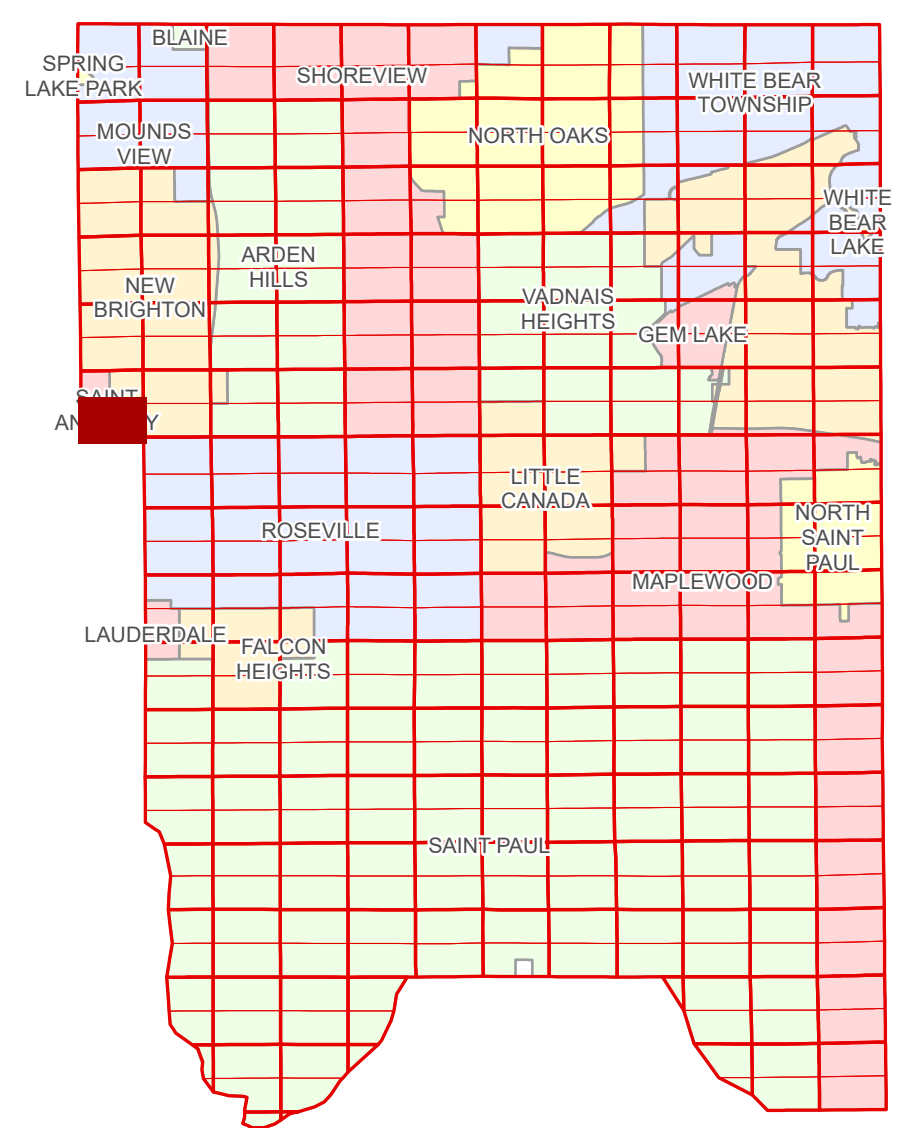 BLAINE
SPRING
LAKE PARK
SHOREVIEW
WHITE BEAR
TOWNSHIP
MOUNDS
VIEW
NORTH OAKS
WHITE
BEAR
LAKE
ARDEN
HILLS
NEW
BRIGHTON
VADNAIS
HEIGHTS
GEM LAKE
SAINT
LITTLE
CANADA
NORTH
SAINT
PAUL
ROSEVILLE
MAPLEWOOD
LAUDERDALE
FALCON
HEIGHTS
SAINT PAUL